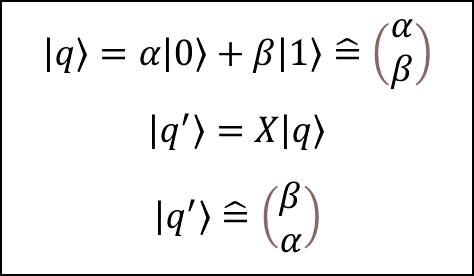 |q⟩ = α|0⟩ + β|1⟩ ≙ (α β)
|q′⟩ = X|q⟩
|q′⟩ ≙ (β α)